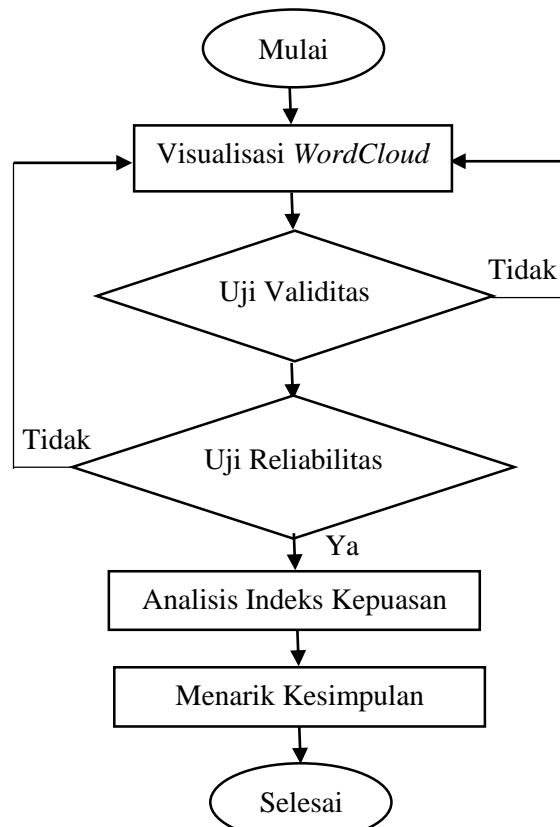 Mulai
Visualisasi WordCloud
Tidak
Uji Validitas
Tidak
Uji Reliabilitas
Ya
Analisis Indeks Kepuasan
Menarik Kesimpulan
Selesai